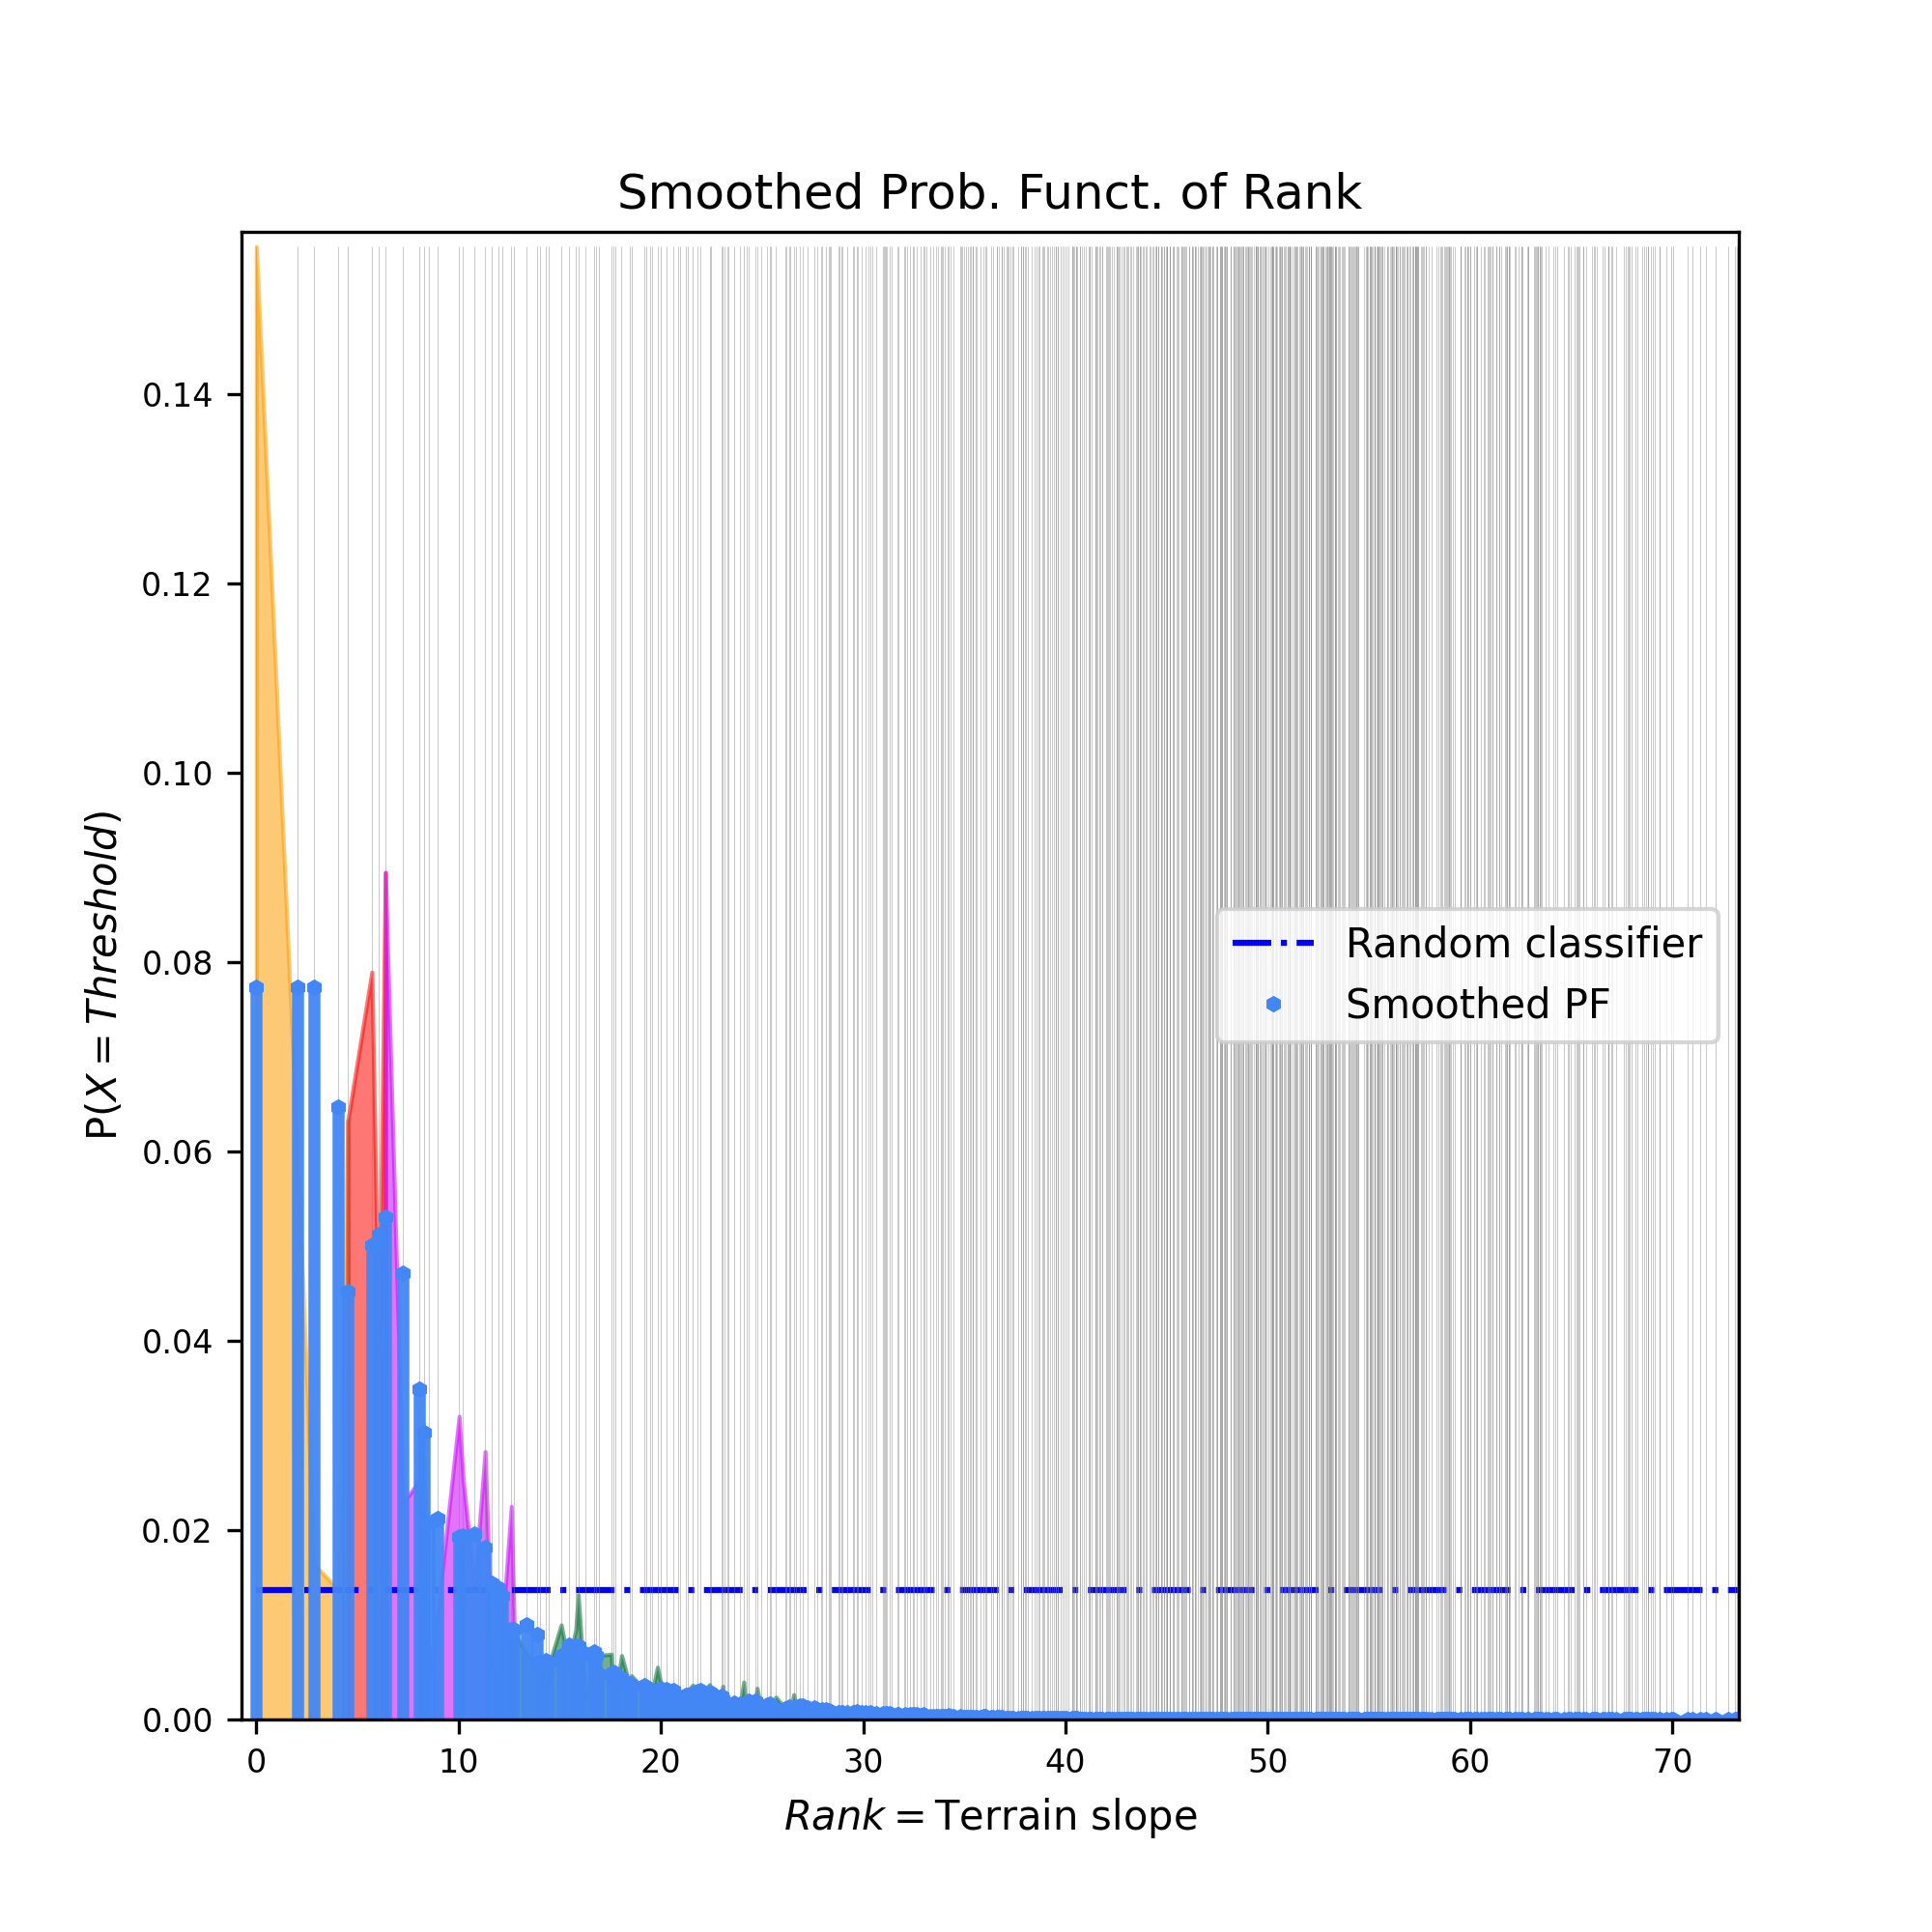 Smoothed Prob. Funct. of Rank
P(X = Threshold)
0.14
0.12
0.10
0.08
0.06
0.04
0.02
0.00
Random classifier
Smoothed PF
0 10 20 30 40 50 60 70
Rank = Terrain slope